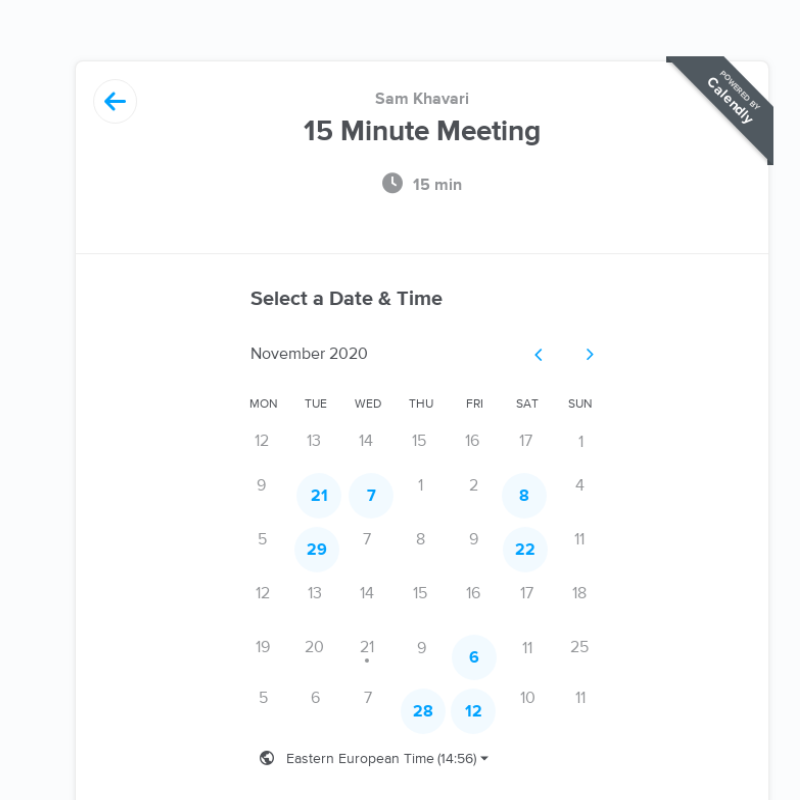 Sam Khavari
POWERED BY
Calendly
15 Minute Meeting
15 min
Select a Date & Time
November 2020
MON TUE WED THU FRI SAT SUN
12 13 14 15 16 17 1
9 21 7 1 2 8 4
5 29 7 8 9 22 11
12 13 14 15 16 17 18
19 20 21 9 6 11 25
5 6 7 28 12 10 11
Eastern European Time (14:56)